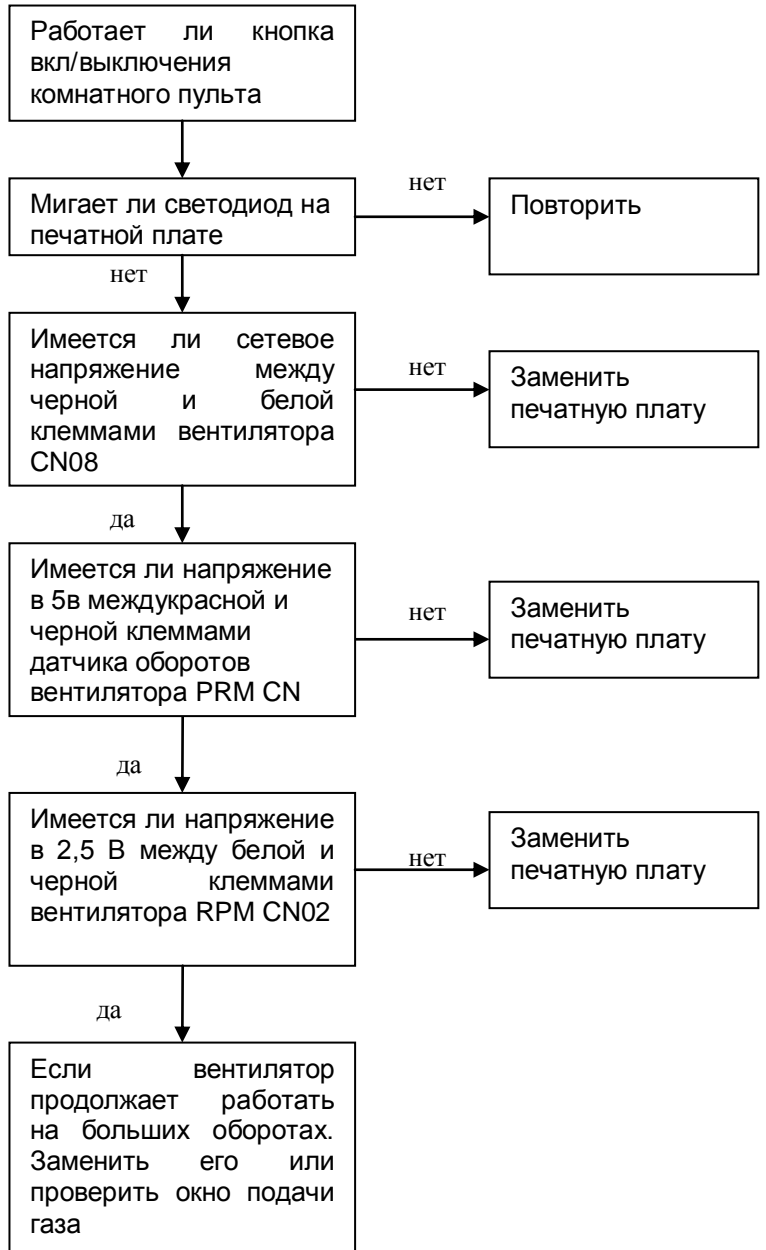 Работает ли кнопка
вкл/выключения
комнатного пульта
нет
Мигает ли светодиод на
печатной плате
Повторить
нет
Имеется ли сетевое
напряжение между
черной и белой
клеммами вентилятора
CN08
нет
Заменить
печатную плату
да
Имеется ли напряжение
в 5в междукрасной и
черной клеммами
датчика оборотов
вентилятора PRM CN
нет
Заменить
печатную плату
да
Имеется ли напряжение
в 2,5 В между белой и
черной клеммами
вентилятора RPM CN02
нет
Заменить
печатную плату
да
Если вентилятор
продолжает работать
на больших оборотах.
Заменить его или
проверить окно подачи
газа